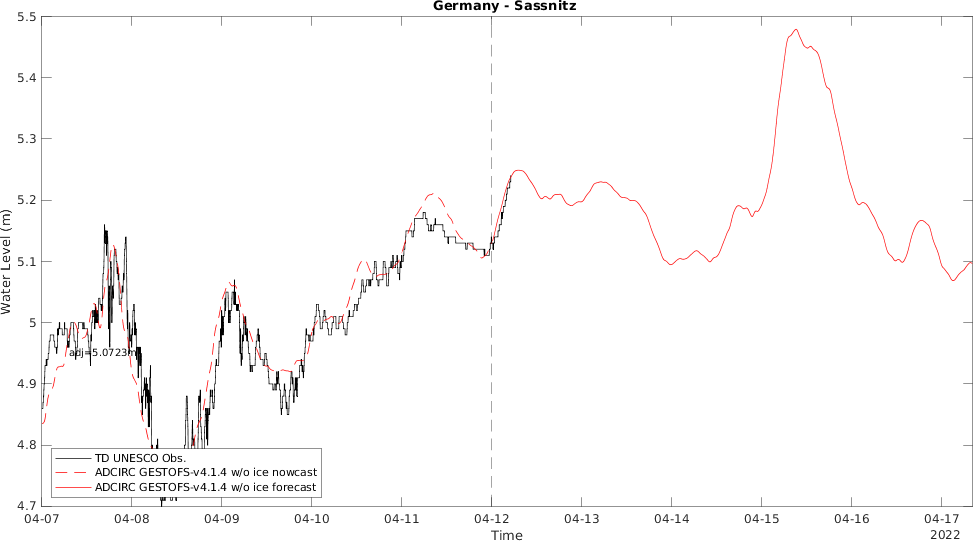 Germany - Sassnitz
5.5
5.4
5.3
5.2
5.1
5
4.9
4.8
4.7
Water Level (m)
adj=5.0723m
TD UNESCO Obs.
ADCIRC GESTOFS-v4.1.4 w/o ice nowcast
ADCIRC GESTOFS-v4.1.4 w/o ice forecast
04-07 04-08 04-09 04-10 04-11 04-12 04-13 04-14 04-15 04-16 04-17
Time
2022